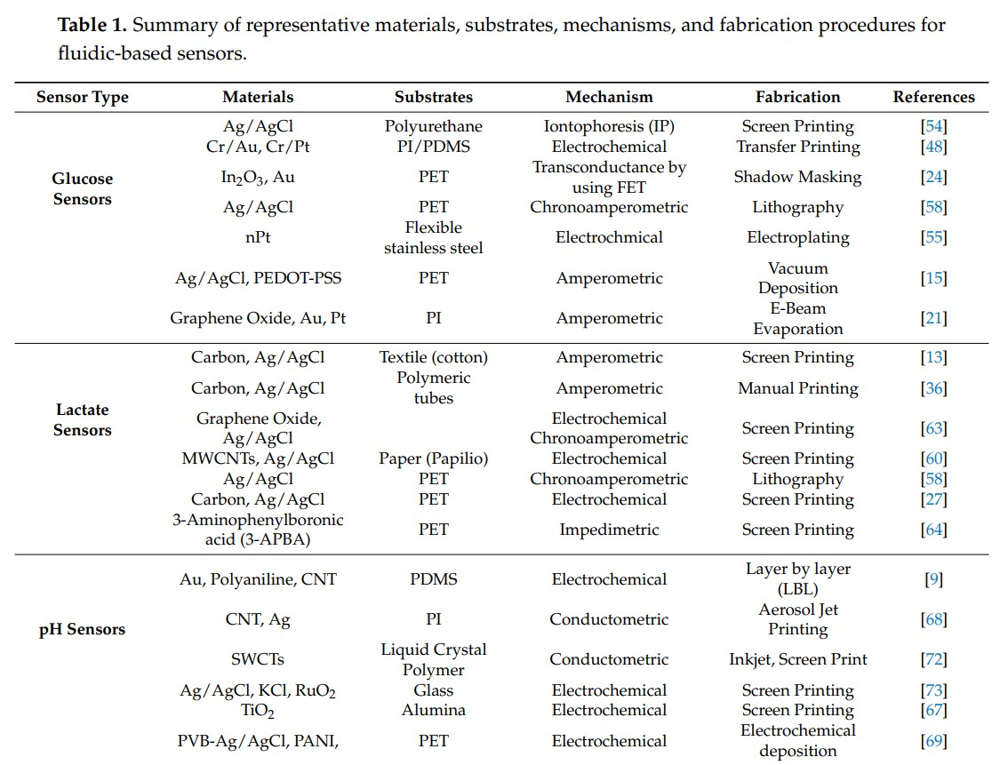 Table 1. Summary of representative materials, substrates, mechanisms, and fabrication procedures for
fluidic-based sensors.
Sensor Type Materials Substrates Mechanism Fabrication References
Glucose
Sensors
Ag/AgCl Polyurethane Iontophoresis (IP) Screen Printing [54]
Cr/Au, Cr/Pt PI/PDMS Electrochemical Transfer Printing [48]
In₂O₃, Au PET Transconductance by
using FET Shadow Masking [24]
Ag/AgCl PET Chronoamperometric Lithography [58]
nPt Flexible
stainless steel Electrochmical Electroplating [55]
Ag/AgCl, PEDOT-PSS PET Amperometric Vacuum
Deposition [15]
Graphene Oxide, Au, Pt PI Amperometric E-Beam
Evaporation [21]
Lactate
Sensors
Carbon, Ag/AgCl Textile (cotton) Amperometric Screen Printing [13]
Carbon, Ag/AgCl Polymeric
tubes Amperometric Manual Printing [36]
Graphene Oxide,
Ag/AgCl Electrochemical
Chronoamperometric Screen Printing [63]
MWCNTs, Ag/AgCl Paper (Papilio) Electrochemical Screen Printing [60]
Ag/AgCl PET Chronoamperometric Lithography [58]
Carbon, Ag/AgCl PET Electrochemical Screen Printing [27]
3-Aminophenylboronic
acid (3-APBA) PET Impedimetric Screen Printing [64]
pH Sensors
Au, Polyaniline, CNT PDMS Electrochemical Layer by layer
(LBL) [9]
CNT, Ag PI Conductometric Aerosol Jet
Printing [68]
SWCTs Liquid Crystal
Polymer Conductometric Inkjet, Screen Print [72]
Ag/AgCl, KCl, RuO₂ Glass Electrochemical Screen Printing [73]
TiO₂ Alumina Electrochemical Screen Printing [67]
PVB-Ag/AgCl, PANI, PET Electrochemical Electrochemical
deposition [69]